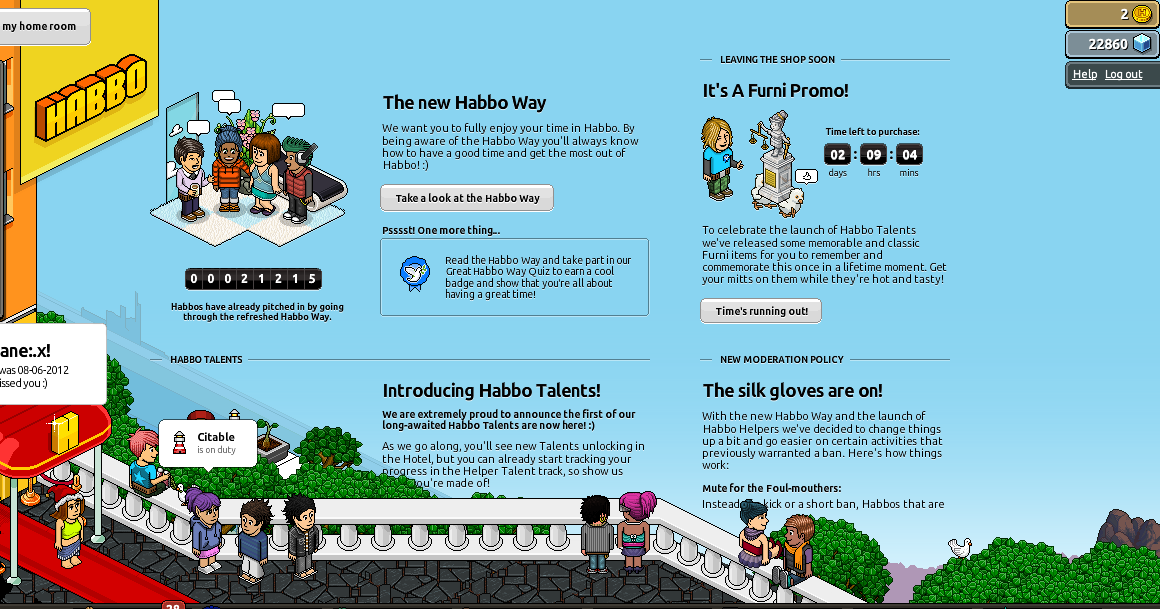 my home room
HABBO
2
22860
Help Log out
The new Habbo Way
We want you to fully enjoy your time in Habbo. By
being aware of the Habbo Way you'll always know
how to have a good time and get the most out of
Habbo! :)
Take a look at the Habbo Way
Psssst! One more thing...
Read the Habbo Way and take part in our
Great Habbo Way Quiz to earn a cool
badge and show that you're all about
having a great time!
00021215
Habbos have already pitched in by going
through the refreshed Habbo Way.
LEAVING THE SHOP SOON
It's A Furni Promo!
Time left to purchase:
02 : 09 : 04
days hrs mins
To celebrate the launch of Habbo Talents
we've released some memorable and classic
Furni items for you to remember and
commemorate this once in a lifetime moment. Get
your mitts on them while they're hot and tasty!
Time's running out!
ane:.x!
was 08-06-2012
issed you :)
H
HABBO TALENTS
Introducing Habbo Talents!
We are extremely proud to announce the first of our
long-awaited Habbo Talents are now here! :)
As we go along, you'll see new Talents unlocking in
the Hotel, but you can already start tracking your
progress in the Helper Talent track, so show us
you're made of!
Citable
is on duty
NEW MODERATION POLICY
The silk gloves are on!
With the new Habbo Way and the launch of
Habbo Helpers we've decided to change things
up a bit and go easier on certain activities that
previously warranted a ban. Here's how things
work:
Mute for the Foul-mouthers:
Instead kick or a short ban, Habbos that are
28